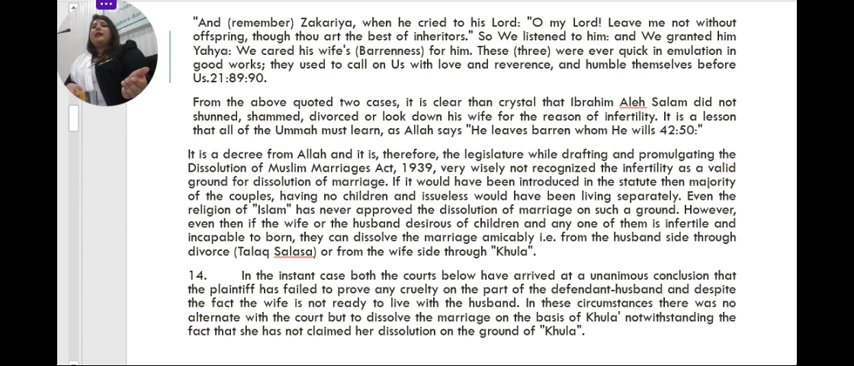 "And (remember) Zakariya, when he cried to his Lord: "O my Lord! Leave me not without
offspring, though thou art the best of inheritors." So We listened to him: and We granted him
Yahya: We cared his wife's (Barrenness) for him. These (three) were ever quick in emulation in
good works; they used to call on Us with love and reverence, and humble themselves before
Us.21:89:90.
From the above quoted two cases, it is clear than crystal that Ibrahim Aleh Salam did not
shunned, shammed, divorced or look down his wife for the reason of infertility. It is a lesson
that all of the Ummah must learn, as Allah says "He leaves barren whom He wills 42:50:"
It is a decree from Allah and it is, therefore, the legislature while drafting and promulgating the
Dissolution of Muslim Marriages Act, 1939, very wisely not recognized the infertility as a valid
ground for dissolution of marriage. If it would have been introduced in the statute then majority
of the couples, having no children and issueless would have been living separately. Even the
religion of "Islam" has never approved the dissolution of marriage on such a ground. However,
even then if the wife or the husband desirous of children and any one of them is infertile and
incapable to born, they can dissolve the marriage amicably i.e. from the husband side through
divorce (Talaq Salasa) or from the wife side through "Khula".
14. In the instant case both the courts below have arrived at a unanimous conclusion that
the plaintiff has failed to prove any cruelty on the part of the defendant-husband and despite
the fact the wife is not ready to live with the husband. In these circumstances there was no
alternate with the court but to dissolve the marriage on the basis of Khula' notwithstanding the
fact that she has not claimed her dissolution on the ground of "Khula".